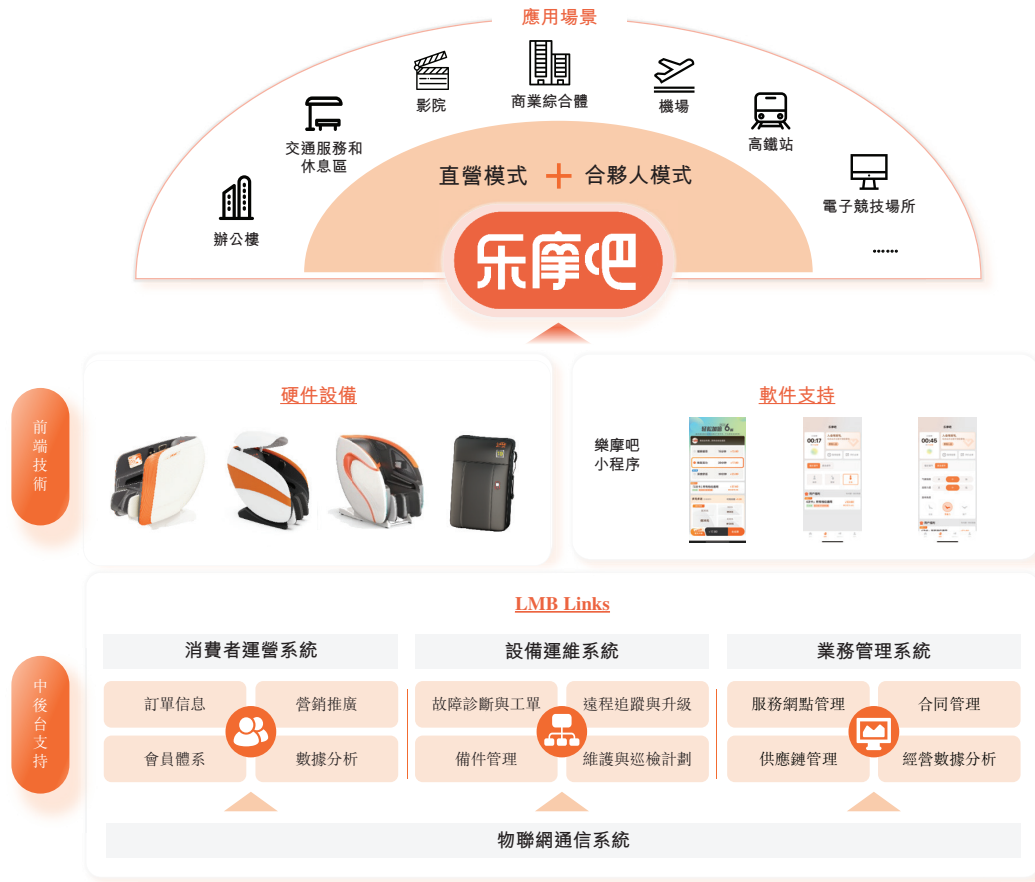 應用場景
影院
商業綜合體
機場
交通服務和
休息區
高鐵站
辦公樓
電子競技場所
......
直營模式 + 合夥人模式
乐摩吧
前端技術
硬件設備
軟件支持
樂摩吧
小程序
00:17
00:45
中後台支持
LMB Links
消費者運營系統
設備運維系統
業務管理系統
訂單信息
營銷推廣
會員體系
數據分析
故障診斷與工單
遠程追蹤與升級
備件管理
維護與巡檢計劃
服務網點管理
合同管理
供應鏈管理
經營數據分析
物聯網通信系統